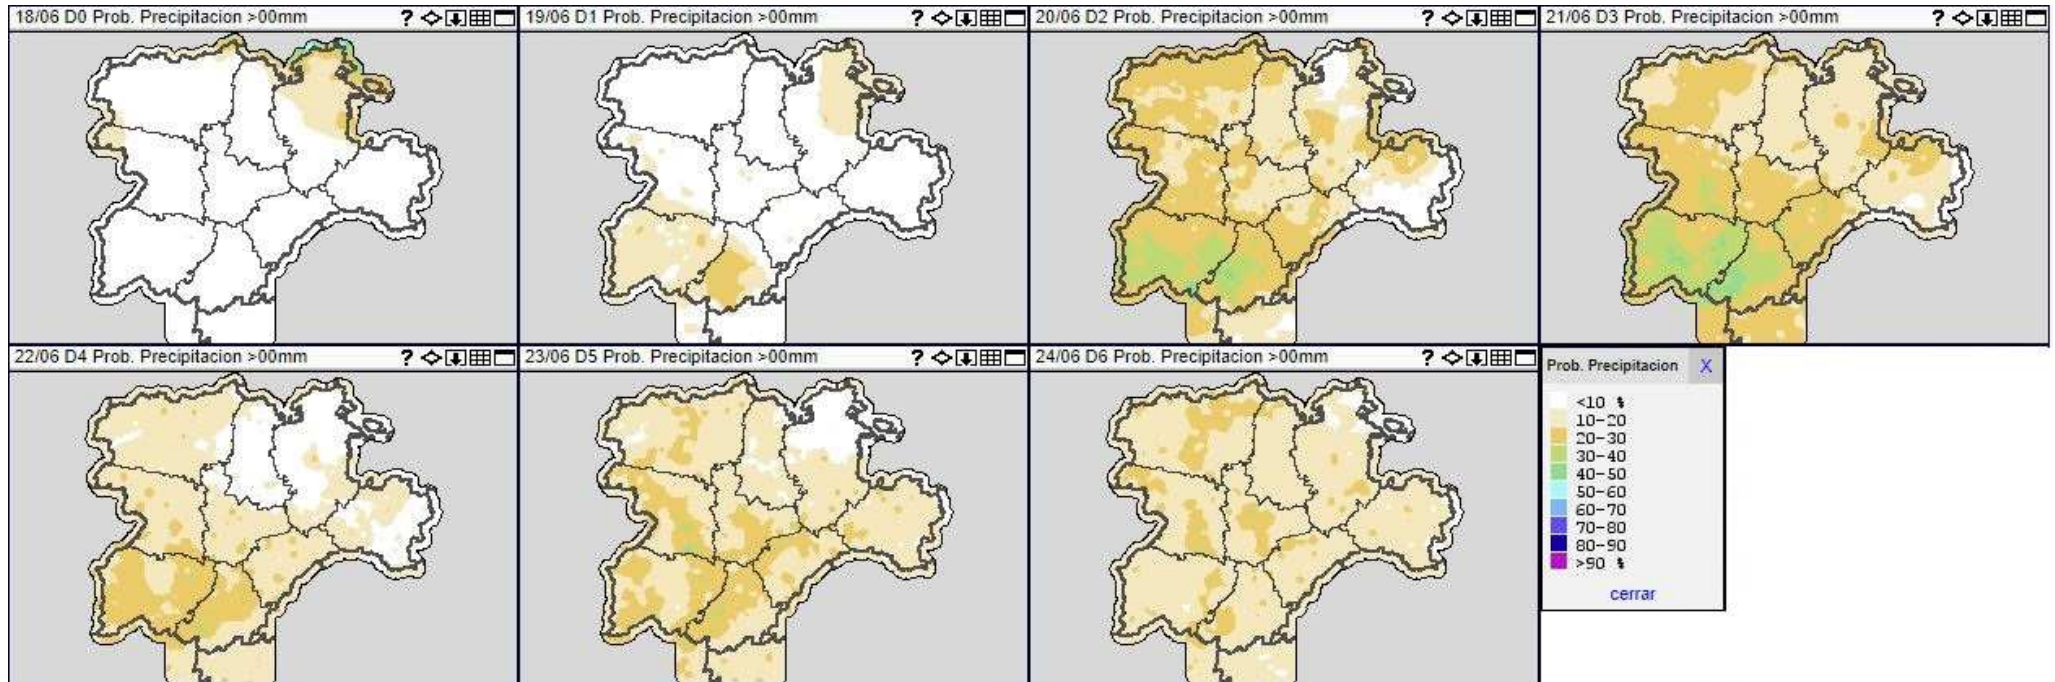 18/06 D0 Prob. Precipitacion >00mm ?
19/06 D1 Prob. Precipitacion >00mm ?
20/06 D2 Prob. Precipitacion >00mm ?
21/06 D3 Prob. Precipitacion >00mm ?
22/06 D4 Prob. Precipitacion >00mm ?
23/06 D5 Prob. Precipitacion >00mm ?
24/06 D6 Prob. Precipitacion >00mm ?
Prob. Precipitacion X
<10 %
10-20
20-30
30-40
40-50
50-60
60-70
70-80
80-90
>90 %
cerrar